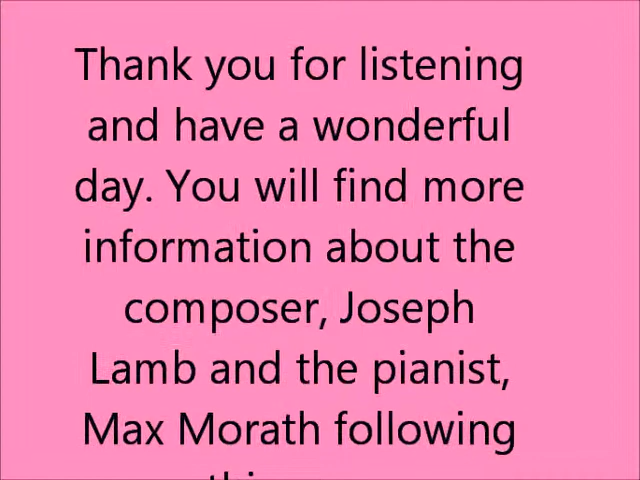 Thank you for listening
and have a wonderful
day. You will find more
information about the
composer, Joseph
Lamb and the pianist,
Max Morath following